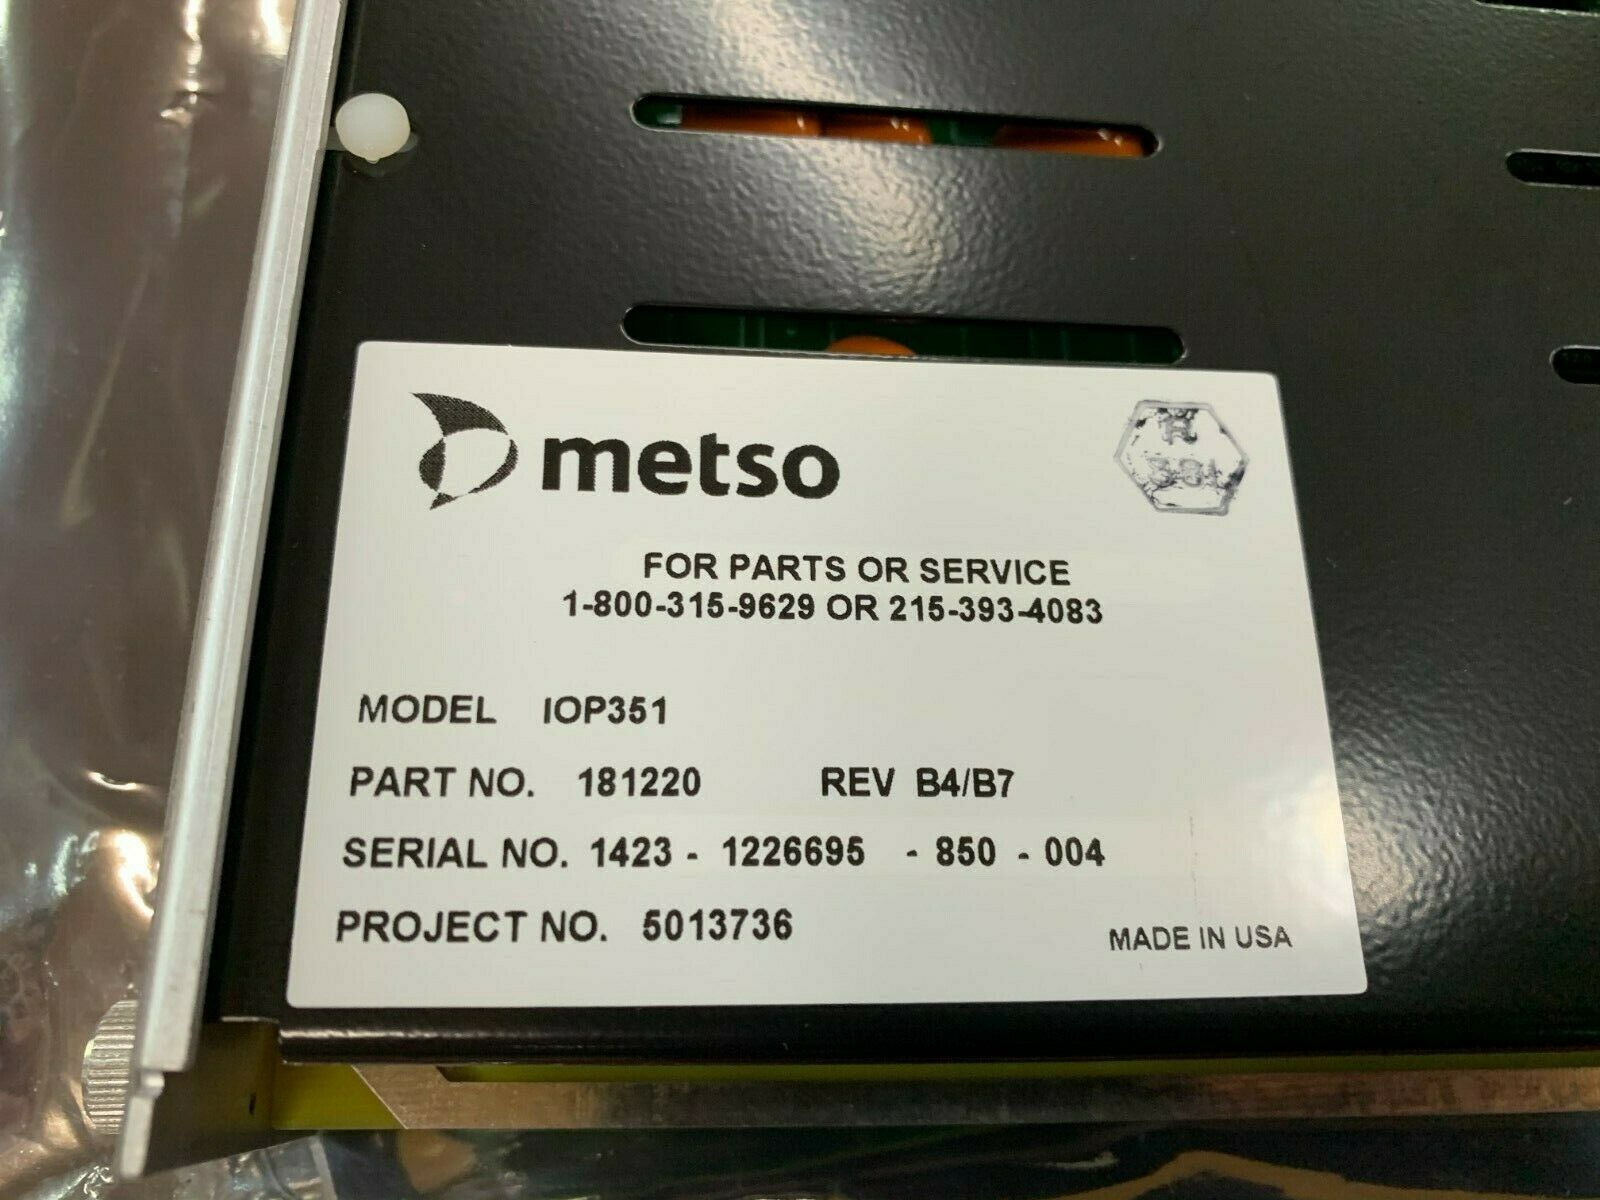 metso
FOR PARTS OR SERVICE
1-800-315-9629 OR 215-393-4083
MODEL IOP351
PART NO. 181220 REV B4/B7
SERIAL NO. 1423 - 1226695 - 850 - 004
PROJECT NO. 5013736
MADE IN USA